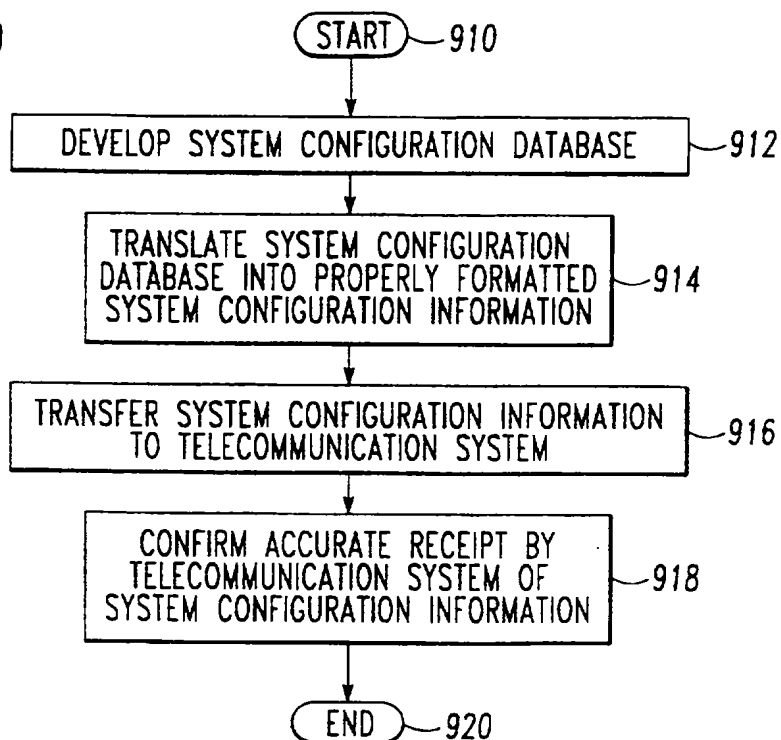 START 910
DEVELOP SYSTEM CONFIGURATION DATABASE 912
TRANSLATE SYSTEM CONFIGURATION
DATABASE INTO PROPERLY FORMATTED
SYSTEM CONFIGURATION INFORMATION
914
TRANSFER SYSTEM CONFIGURATION INFORMATION
TO TELECOMMUNICATION SYSTEM
916
CONFIRM ACCURATE RECEIPT BY
TELECOMMUNICATION SYSTEM OF
SYSTEM CONFIGURATION INFORMATION
918
END 920